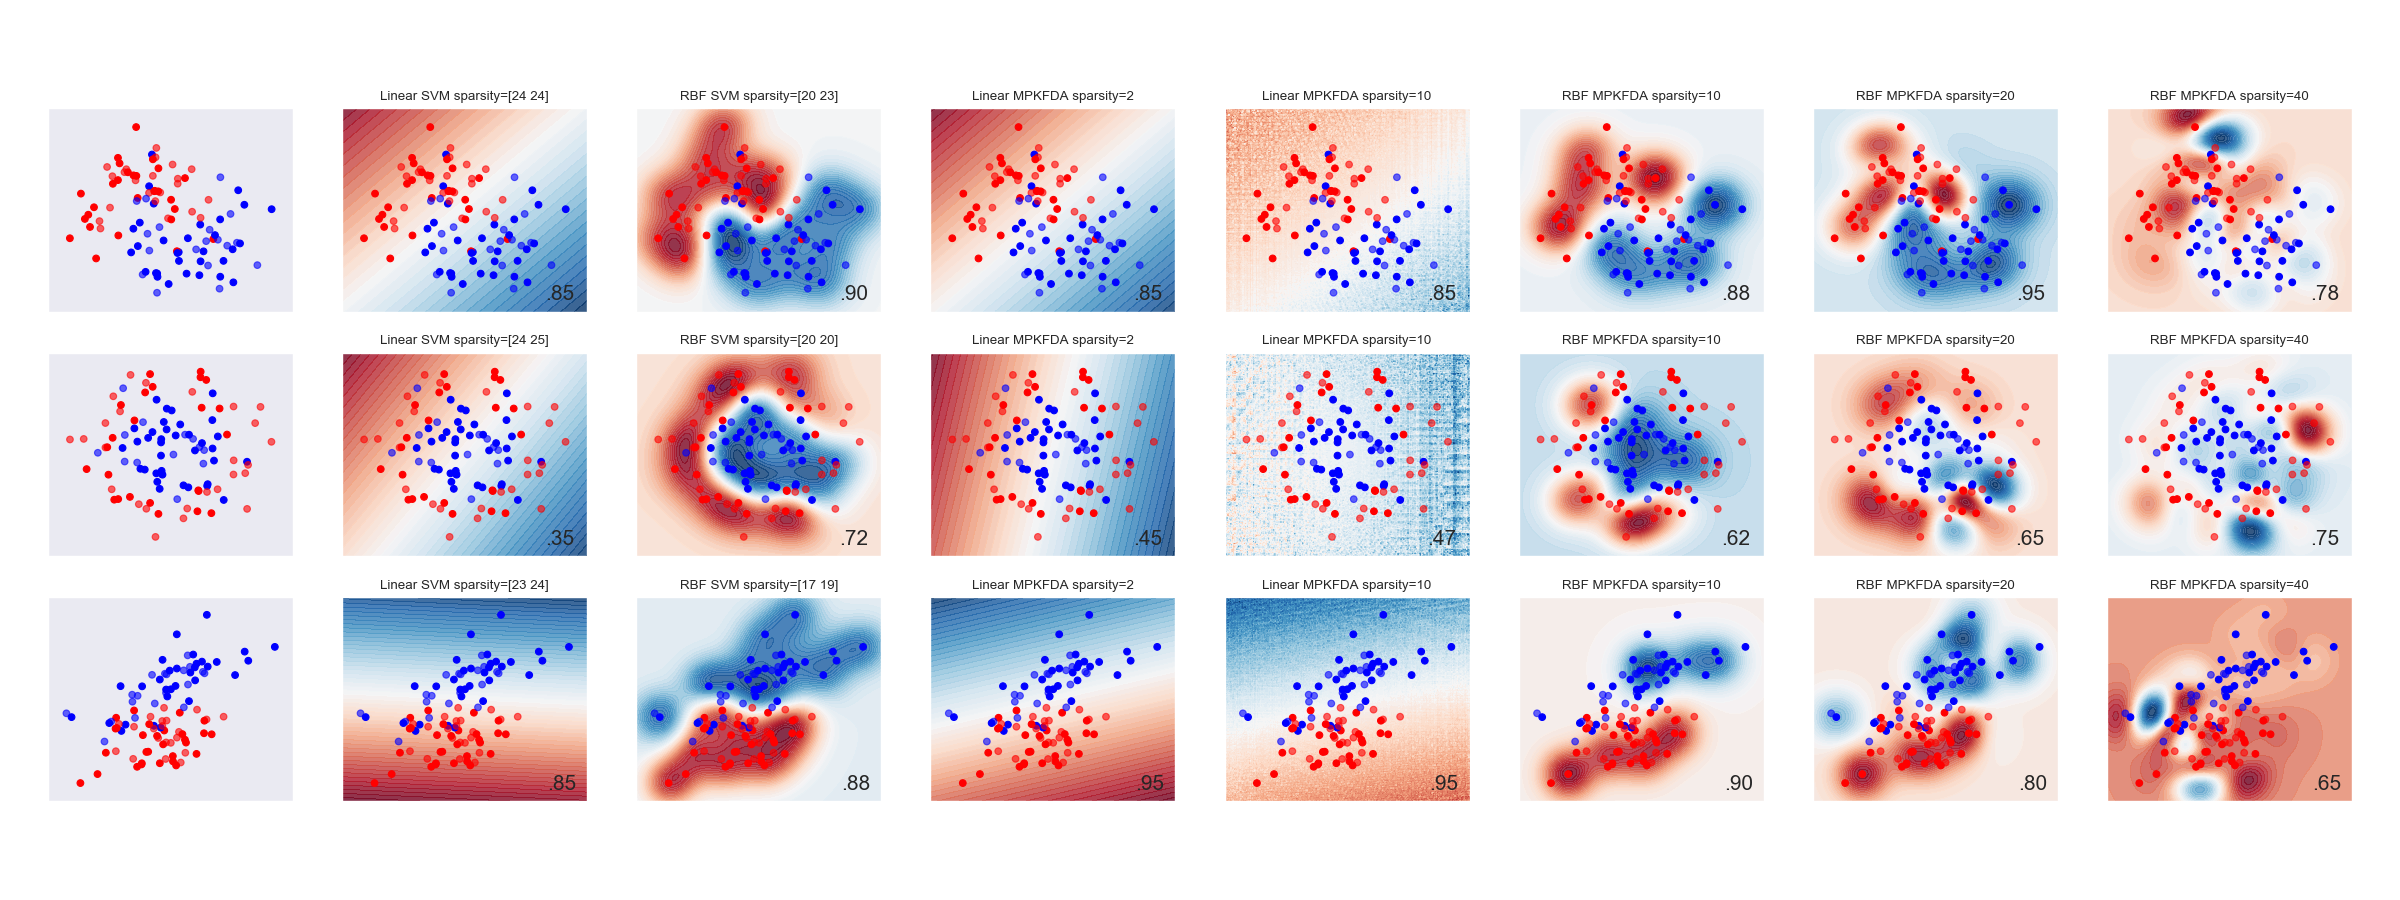 Linear SVM sparsity=[24 24]
RBF SVM sparsity=[20 23]
Linear MPKFDA sparsity=2
Linear MPKFDA sparsity=10
RBF MPKFDA sparsity=10
RBF MPKFDA sparsity=20
RBF MPKFDA sparsity=40
.85
.90
.85
.85
.88
.95
.78
Linear SVM sparsity=[24 25]
RBF SVM sparsity=[20 20]
Linear MPKFDA sparsity=2
Linear MPKFDA sparsity=10
RBF MPKFDA sparsity=10
RBF MPKFDA sparsity=20
RBF MPKFDA sparsity=40
.35
.72
.45
.47
.62
.65
.75
Linear SVM sparsity=[23 24]
RBF SVM sparsity=[17 19]
Linear MPKFDA sparsity=2
Linear MPKFDA sparsity=10
RBF MPKFDA sparsity=10
RBF MPKFDA sparsity=20
RBF MPKFDA sparsity=40
.85
.88
.95
.95
.90
.80
.65